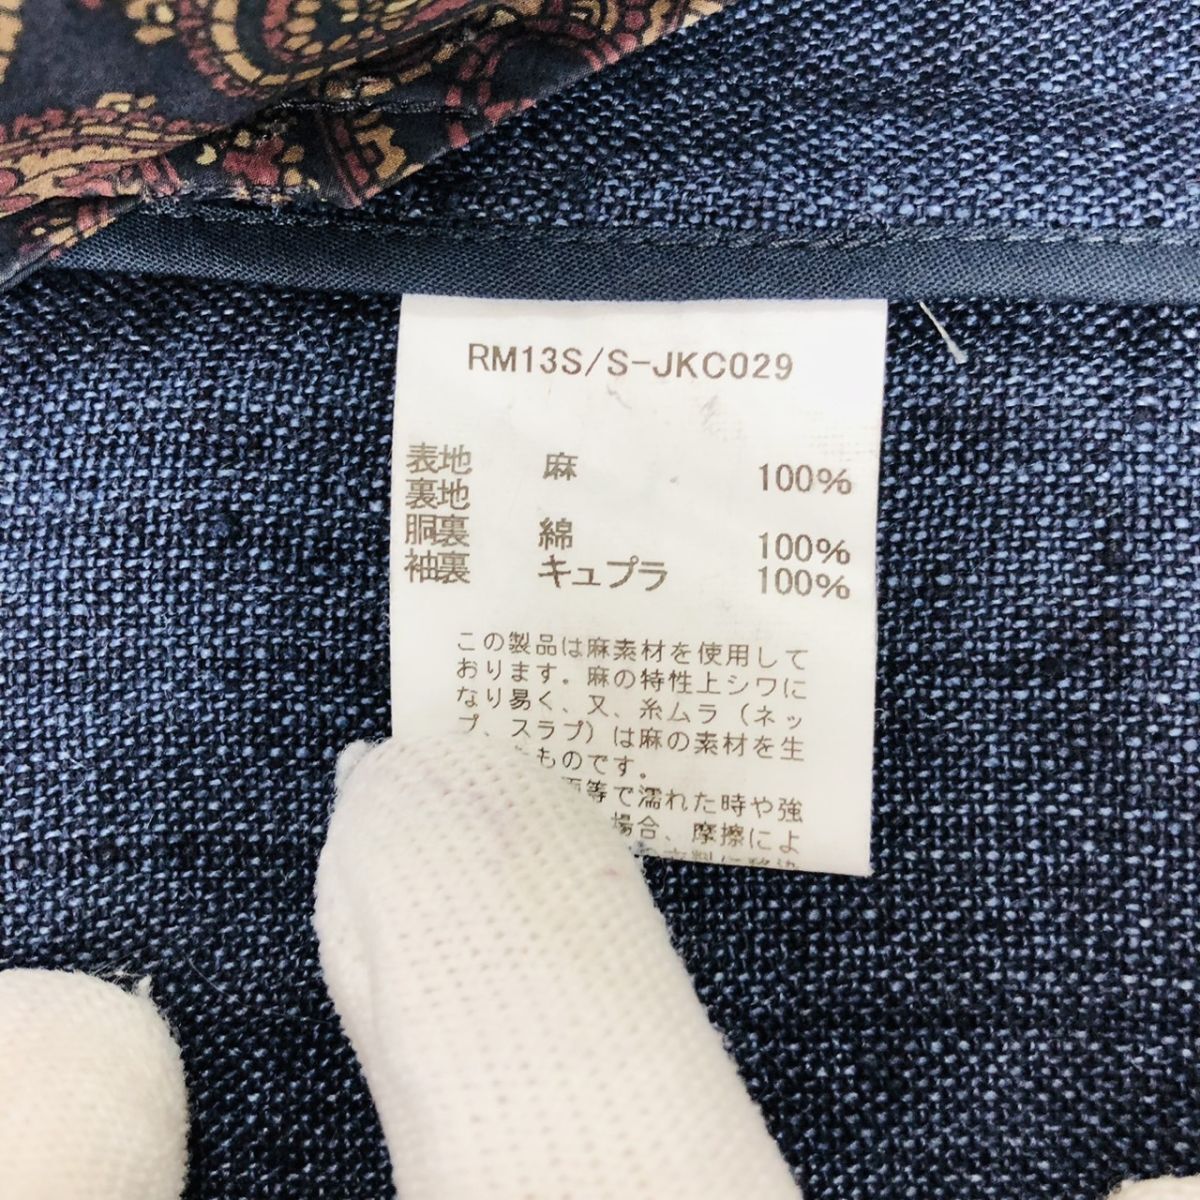 RM13S/S-JKC029
表地 麻 100%
裏地
胴裏 綿 100%
袖裏 キュプラ 100%
この製品は麻素材を使用して
おります。麻の特性上シワに
なり易く、又、糸ムラ(ネッ
プ、スラブ)は麻の素材を生
たものです。
等で濡れた時や強
場合、摩擦によ